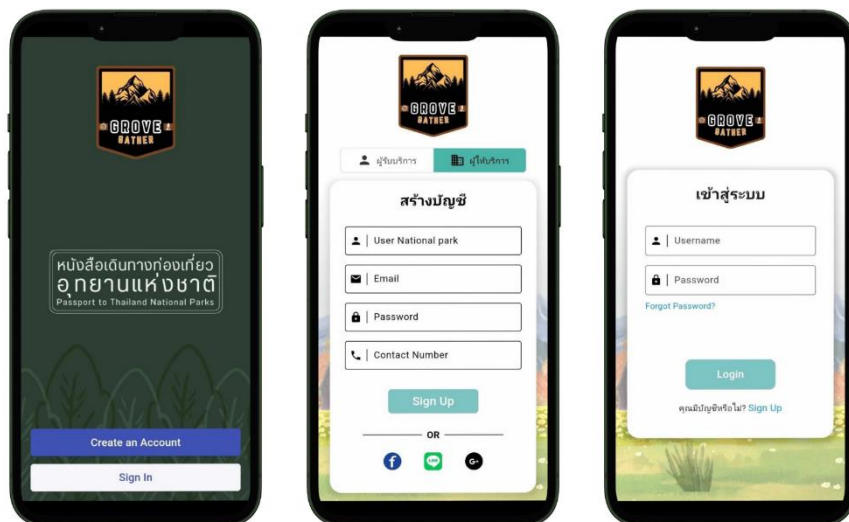 GROVE
GATHER
หนังสือเดินทางท่องเที่ยว
อุทยานแห่งชาติ
Passport to Thailand National Parks
Create an Account
Sign In
GROVE
GATHER
ผู้รับบริการ
ผู้ให้บริการ
สร้างบัญชี
User National park
Email
Password
Contact Number
Sign Up
OR
f
LINE
G+
GROVE
GATHER
เข้าสู่ระบบ
Username
Password
Forgot Password?
Login
คุณมีบัญชีหรือไม่? Sign Up